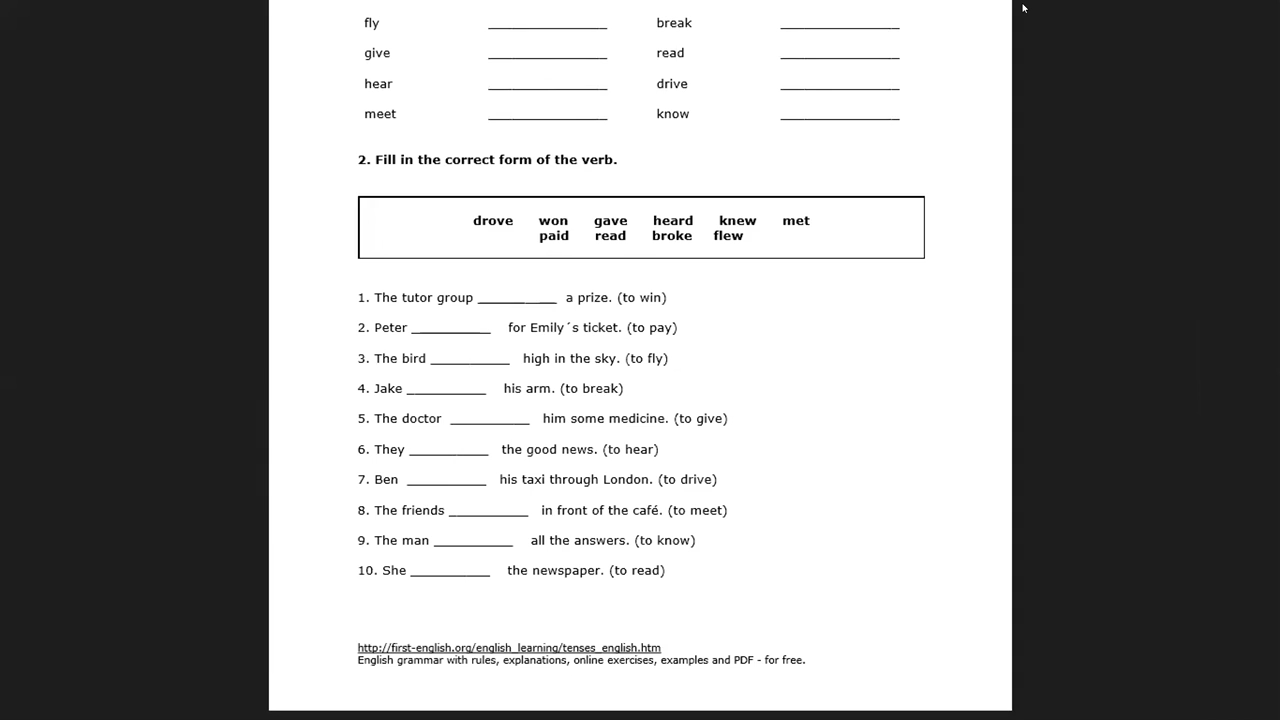 fly ________________ break ________________
give ________________ read ________________
hear ________________ drive ________________
meet ________________ know ________________
2. Fill in the correct form of the verb.
drove won gave heard knew met
paid read broke flew
1. The tutor group ___________ a prize. (to win)
2. Peter ___________ for Emily´s ticket. (to pay)
3. The bird ___________ high in the sky. (to fly)
4. Jake ___________ his arm. (to break)
5. The doctor ___________ him some medicine. (to give)
6. They ___________ the good news. (to hear)
7. Ben ___________ his taxi through London. (to drive)
8. The friends ___________ in front of the café. (to meet)
9. The man ___________ all the answers. (to know)
10. She ___________ the newspaper. (to read)
http://first-english.org/english_learning/tenses_english.htm
English grammar with rules, explanations, online exercises, examples and PDF - for free.